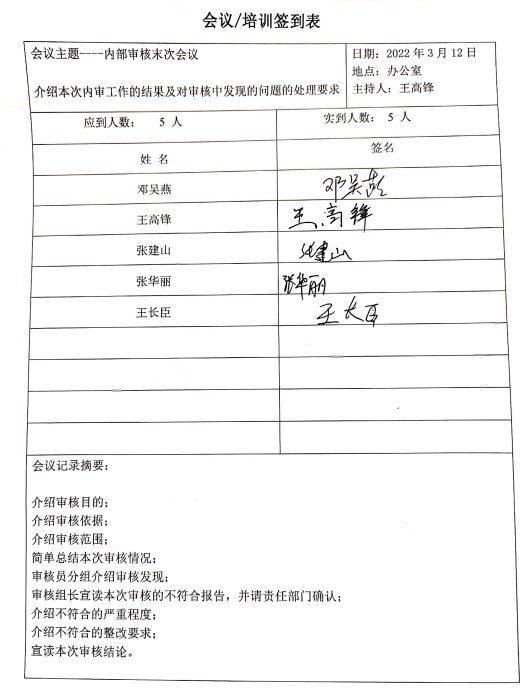 会议/培训签到表
会议主题----内部审核末次会议
介绍本次内审工作的结果及对审核中发现的问题的处理要求
日期：2022年3月12日
地点：办公室
主持人：王高锋
应到人数： 5 人
实到人数： 5 人
姓 名
签名
邓吴燕
邓吴燕
王高锋
王高锋
张建山
张建山
张华丽
张华丽
王长臣
王长臣
会议记录摘要：
介绍审核目的；
介绍审核依据；
介绍审核范围；
简单总结本次审核情况；
审核员分组介绍审核发现；
审核组长宣读本次审核的不符合报告，并请责任部门确认；
介绍不符合的严重程度；
介绍不符合的整改要求；
宣读本次审核结论。